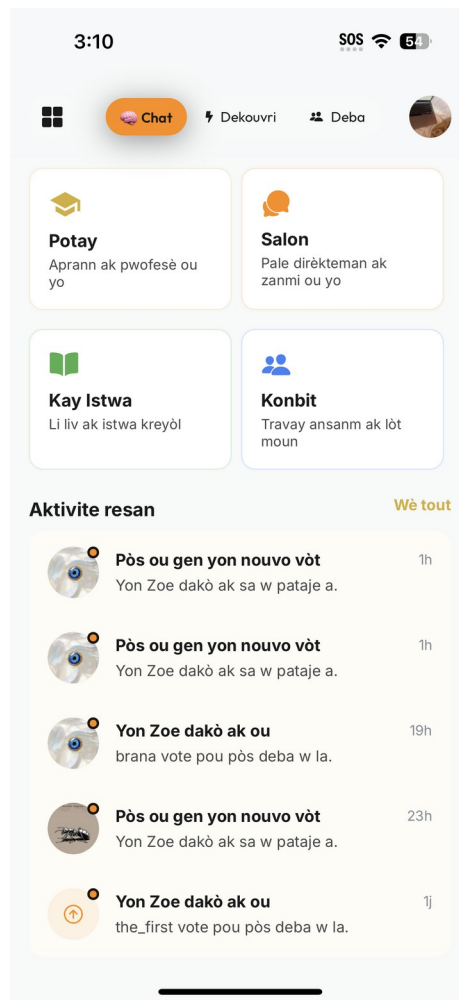 3:10
SOS
54
Chat
Dekouvri
Deba
Potay
Aprann ak pwofesè ou
yo
Salon
Pale dirèkteman ak
zanmi ou yo
Kay Istwa
Li liv ak istwa kreyòl
Konbit
Travay ansanm ak lòt
moun
Aktivite resan
Wè tout
Pòs ou gen yon nouvo vòt
1h
Yon Zoe dakò ak sa w pataje a.
Pòs ou gen yon nouvo vòt
1h
Yon Zoe dakò ak sa w pataje a.
Yon Zoe dakò ak ou
19h
brana vote pou pòs deba w la.
Pòs ou gen yon nouvo vòt
23h
Yon Zoe dakò ak sa w pataje a.
Yon Zoe dakò ak ou
1j
the_first vote pou pòs deba w la.